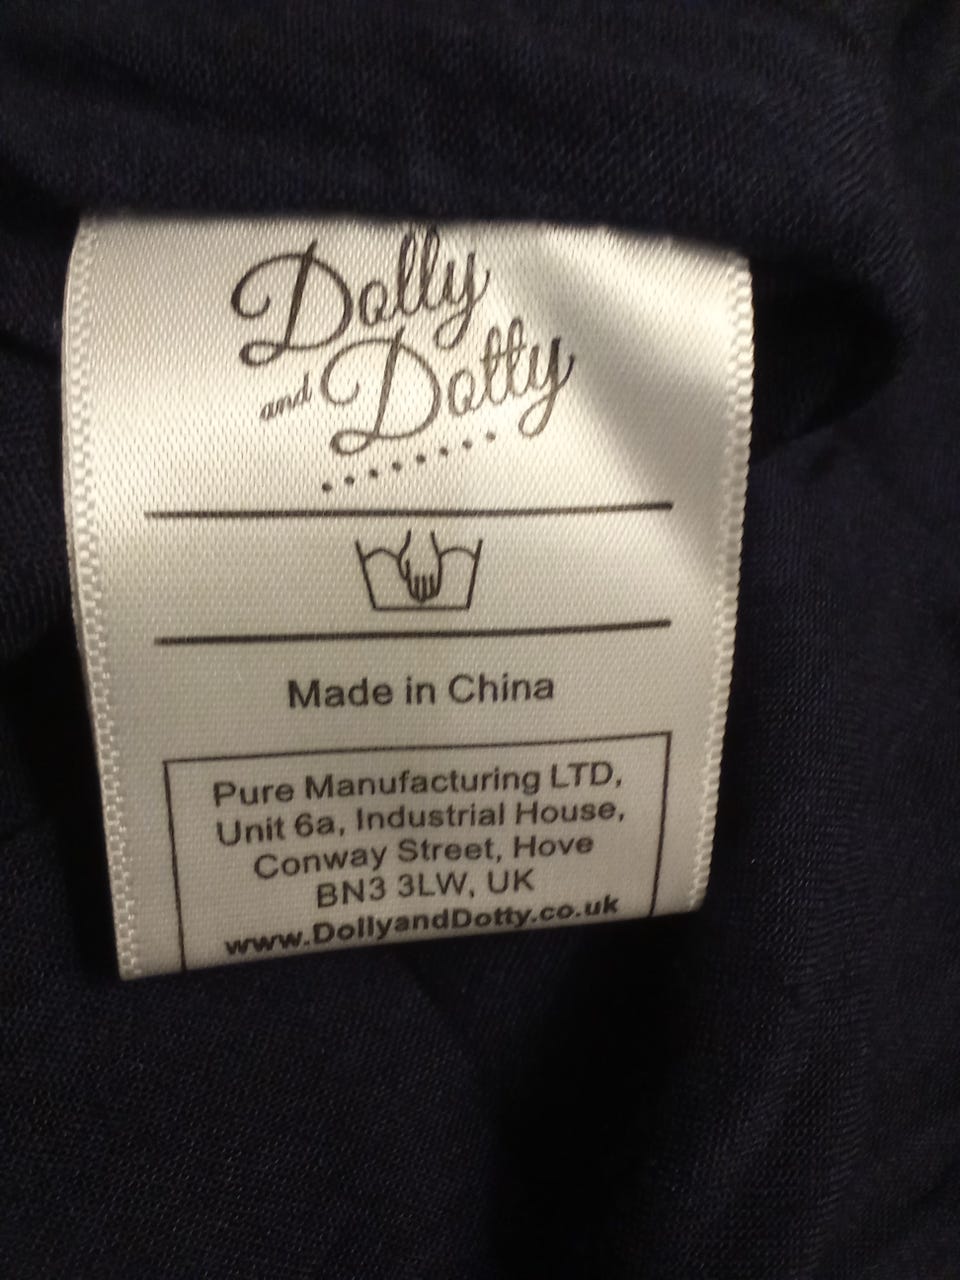 Dolly
and Dotty
Made in China
Pure Manufacturing LTD,
Unit 6a, Industrial House,
Conway Street, Hove
BN3 3LW, UK
www.DollyandDotty.co.uk